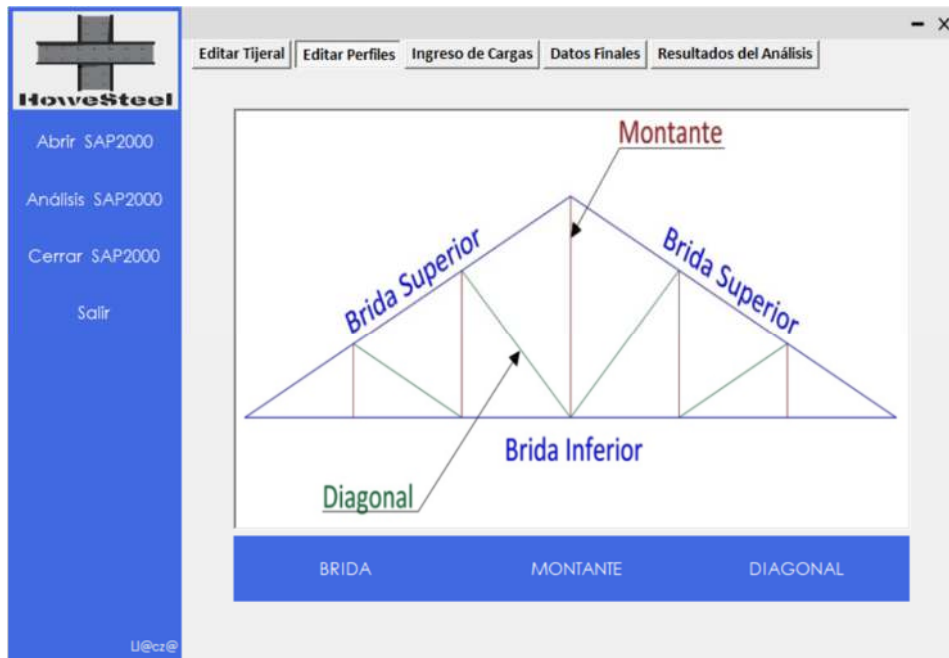 HoweSteel
Abrir SAP2000
Análisis SAP2000
Cerrar SAP2000
Salir
Editar Tijeral
Editar Perfiles
Ingreso de Cargas
Datos Finales
Resultados del Análisis
Montante
Brida Superior
Brida Superior
Brida Inferior
Diagonal
BRIDA
MONTANTE
DIAGONAL